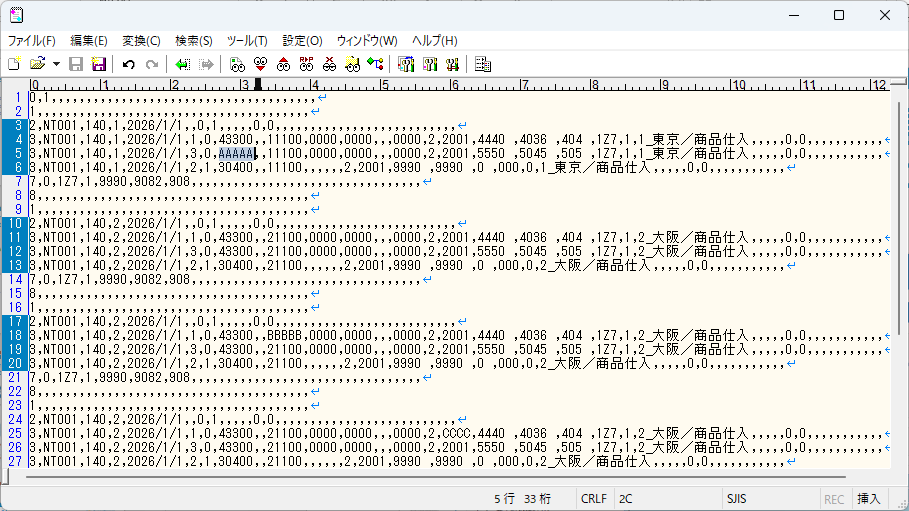 ファイル(F) 編集(E) 変換(C) 検索(S) ツール(T) 設定(O) ウィンドウ(W) ヘルプ(H)
0 1 2 3 4 5 6 7 8 9 10 11 12
1 0,1,,,,,,,,,,,,,,,,,,,,,,,,,,,,,,,,,,,,,,
2 1,,,,,,,,,,,,,,,,,,,,,,,,,,,,,,,,,,,,,,,
3 2,NT001,140,1,2026/1/1,,0,1,,,,,0,0,,,,,,,,,,,,,,,,,,,,,,,,,,
4 3,NT001,140,1,2026/1/1,1,0,43300,,11100,0000,0000,,,0000,2,2001,4440 ,4036 ,404 ,1Z7,1,1_東京／商品仕入,,,,,0,0,,,,,,,,,,,
5 3,NT001,140,1,2026/1/1,3,0,AAAAA,,11100,0000,0000,,,0000,2,2001,5550 ,5045 ,505 ,1Z7,1,1_東京／商品仕入,,,,,0,0,,,,,,,,,,,
6 3,NT001,140,1,2026/1/1,2,1,30400,,11100,,,,,,2,2001,9990 ,9990 ,0 ,000,0,1_東京／商品仕入,,,,,0,0,,,,,,,,,,,
7 7,0,1Z7,1,9990,9082,908,,,,,,,,,,,,,,,,,,,,,,,,,,,,,,,,,
8 8,,,,,,,,,,,,,,,,,,,,,,,,,,,,,,,,,,,,,,,
9 1,,,,,,,,,,,,,,,,,,,,,,,,,,,,,,,,,,,,,,,
10 2,NT001,140,2,2026/1/1,,0,1,,,,,0,0,,,,,,,,,,,,,,,,,,,,,,,,,,
11 3,NT001,140,2,2026/1/1,1,0,43300,,21100,0000,0000,,,0000,2,2001,4440 ,4036 ,404 ,1Z7,1,2_大阪／商品仕入,,,,,0,0,,,,,,,,,,,
12 3,NT001,140,2,2026/1/1,3,0,43300,,21100,0000,0000,,,0000,2,2001,5550 ,5045 ,505 ,1Z7,1,2_大阪／商品仕入,,,,,0,0,,,,,,,,,,,
13 3,NT001,140,2,2026/1/1,2,1,30400,,21100,,,,,,2,2001,9990 ,9990 ,0 ,000,0,2_大阪／商品仕入,,,,,0,0,,,,,,,,,,,
14 7,0,1Z7,1,9990,9082,908,,,,,,,,,,,,,,,,,,,,,,,,,,,,,,,,,
15 8,,,,,,,,,,,,,,,,,,,,,,,,,,,,,,,,,,,,,,,
16 1,,,,,,,,,,,,,,,,,,,,,,,,,,,,,,,,,,,,,,,
17 2,NT001,140,2,2026/1/1,,0,1,,,,,0,0,,,,,,,,,,,,,,,,,,,,,,,,,,
18 3,NT001,140,2,2026/1/1,1,0,43300,,BBBBB,0000,0000,,,0000,2,2001,4440 ,4036 ,404 ,1Z7,1,2_大阪／商品仕入,,,,,0,0,,,,,,,,,,,
19 3,NT001,140,2,2026/1/1,3,0,43300,,21100,0000,0000,,,0000,2,2001,5550 ,5045 ,505 ,1Z7,1,2_大阪／商品仕入,,,,,0,0,,,,,,,,,,,
20 3,NT001,140,2,2026/1/1,2,1,30400,,21100,,,,,,2,2001,9990 ,9990 ,0 ,000,0,2_大阪／商品仕入,,,,,0,0,,,,,,,,,,,
21 7,0,1Z7,1,9990,9082,908,,,,,,,,,,,,,,,,,,,,,,,,,,,,,,,,,
22 8,,,,,,,,,,,,,,,,,,,,,,,,,,,,,,,,,,,,,,,
23 1,,,,,,,,,,,,,,,,,,,,,,,,,,,,,,,,,,,,,,,
24 2,NT001,140,2,2026/1/1,,0,1,,,,,0,0,,,,,,,,,,,,,,,,,,,,,,,,,,
25 3,NT001,140,2,2026/1/1,1,0,43300,,21100,0000,0000,,,0000,2,CCCC,4440 ,4036 ,404 ,1Z7,1,2_大阪／商品仕入,,,,,0,0,,,,,,,,,,,
26 3,NT001,140,2,2026/1/1,3,0,43300,,21100,0000,0000,,,0000,2,2001,5550 ,5045 ,505 ,1Z7,1,2_大阪／商品仕入,,,,,0,0,,,,,,,,,,,
27 3,NT001,140,2,2026/1/1,2,1,30400,,21100,,,,,,2,2001,9990 ,9990 ,0 ,000,0,2_大阪／商品仕入,,,,,0,0,,,,,,,,,,,
5 行 33 桁 CRLF 2C SJIS REC 挿入